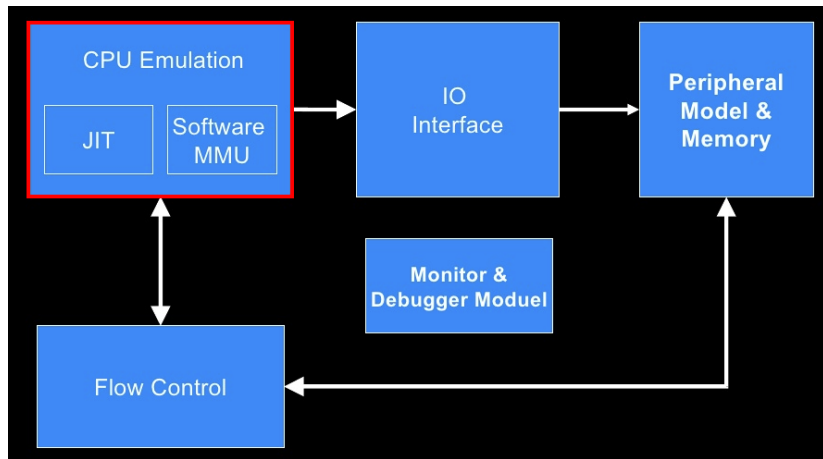 CPU Emulation
JIT
Software
MMU
IO
Interface
Peripheral
Model &
Memory
Monitor &
Debugger Moduel
Flow Control